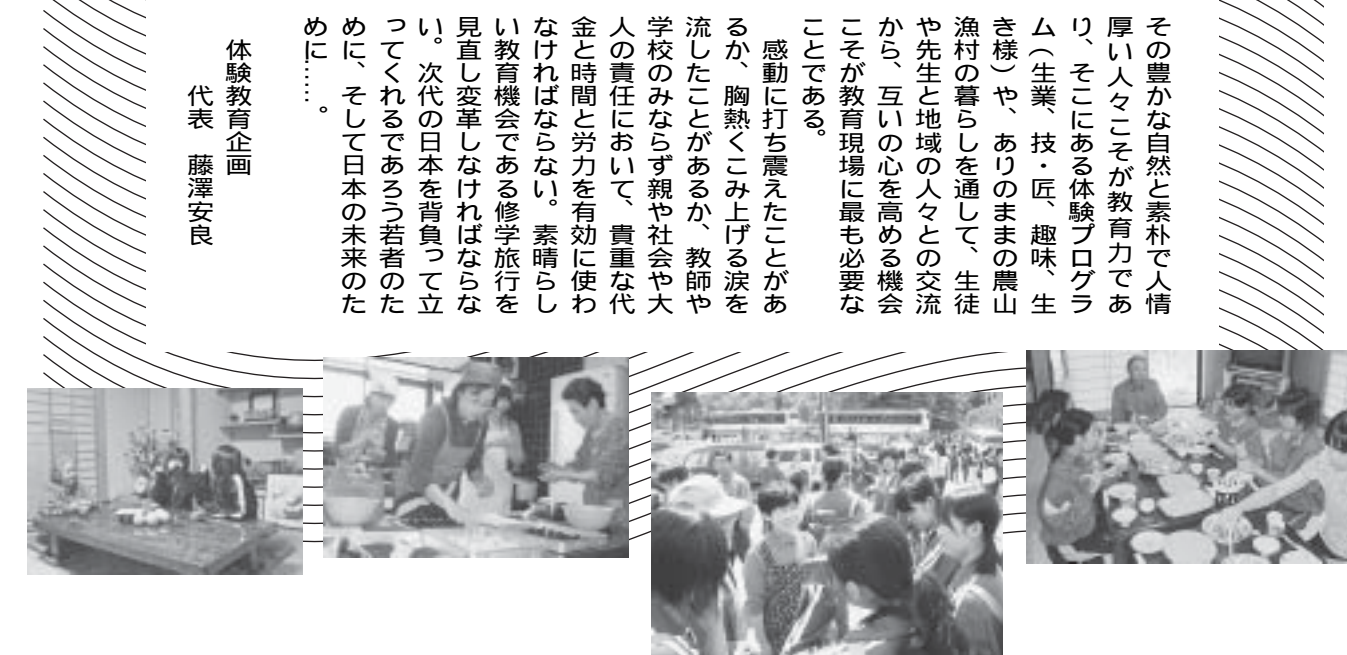 その豊かな自然と素朴で人情
厚い人々こそが教育力であ
り、そこにある体験プログラ
ム（生業、技・匠、趣味、生
き様）や、ありのままの農山
漁村の暮らしを通して、生徒
や先生と地域の人々との交流
から、互いの心を高める機会
こそが教育現場に最も必要な
ことである。
感動に打ち震えたことがあ
るか、胸熱くこみ上げる涙を
流したことがあるか、教師や
学校のみならず親や社会や大
人の責任において、貴重な代
金と時間と労力を有効に使わ
なければならない。素晴らし
い教育機会である修学旅行を
見直し変革しなければならな
い。次代の日本を背負って立
ってくれるであろう若者のた
めに、そして日本の未来のた
めに……。
体験教育企画
代表　藤澤安良